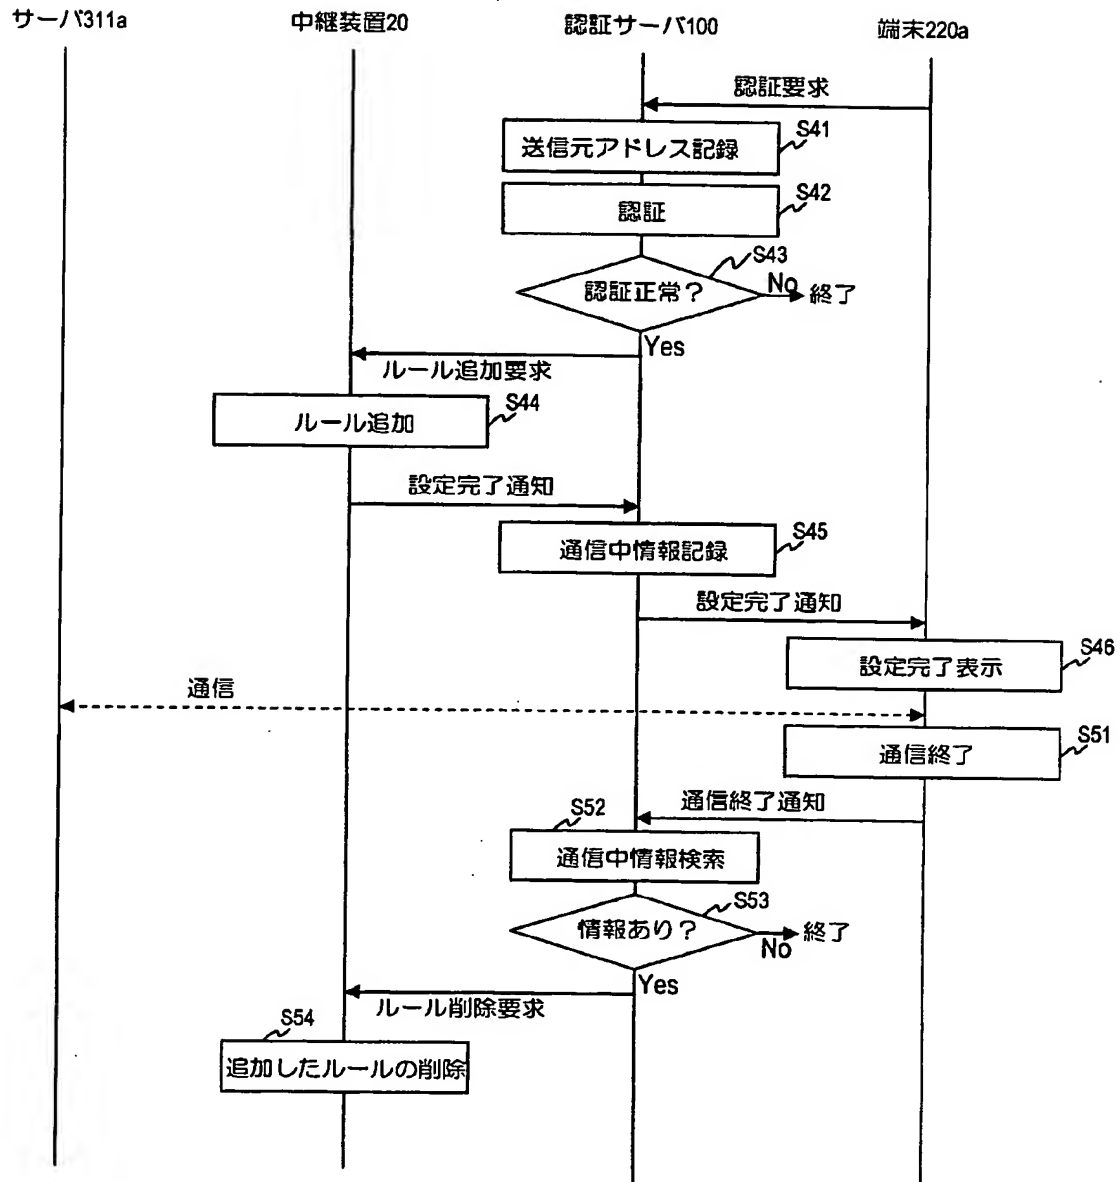 サーバ311a
中継装置20
認証サーバ100
端末220a
認証要求
送信元アドレス記録
S41
認証
S42
認証正常?
S43
No
終了
Yes
ルール追加要求
ルール追加
S44
設定完了通知
通信中情報記録
S45
設定完了通知
設定完了表示
S46
通信
通信終了
S51
通信終了通知
S52
通信中情報検索
情報あり?
S53
No
終了
Yes
ルール削除要求
S54
追加したルールの削除